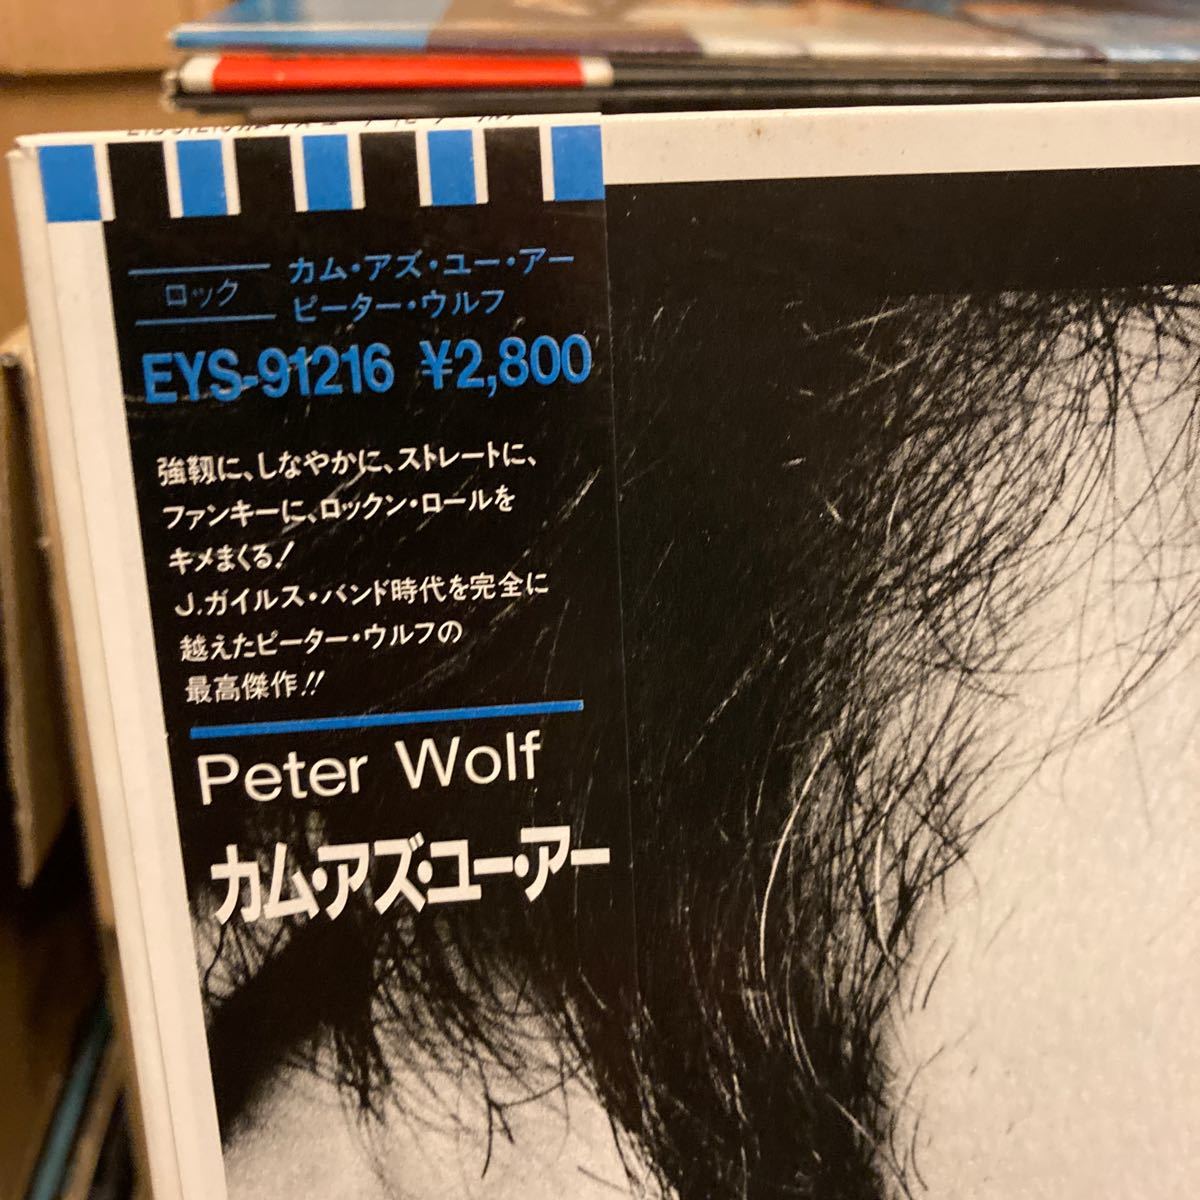 ロック
カム・アズ・ユー・アー
ピーター・ウルフ
EYS-91216 ¥2,800
強靱に、しなやかに、ストレートに、
ファンキーに、ロックン・ロールを
キメまくる!
J.ガイルス・バンド時代を完全に
越えたピーター・ウルフの
最高傑作!!
Peter Wolf
カム・アズ・ユー・アー